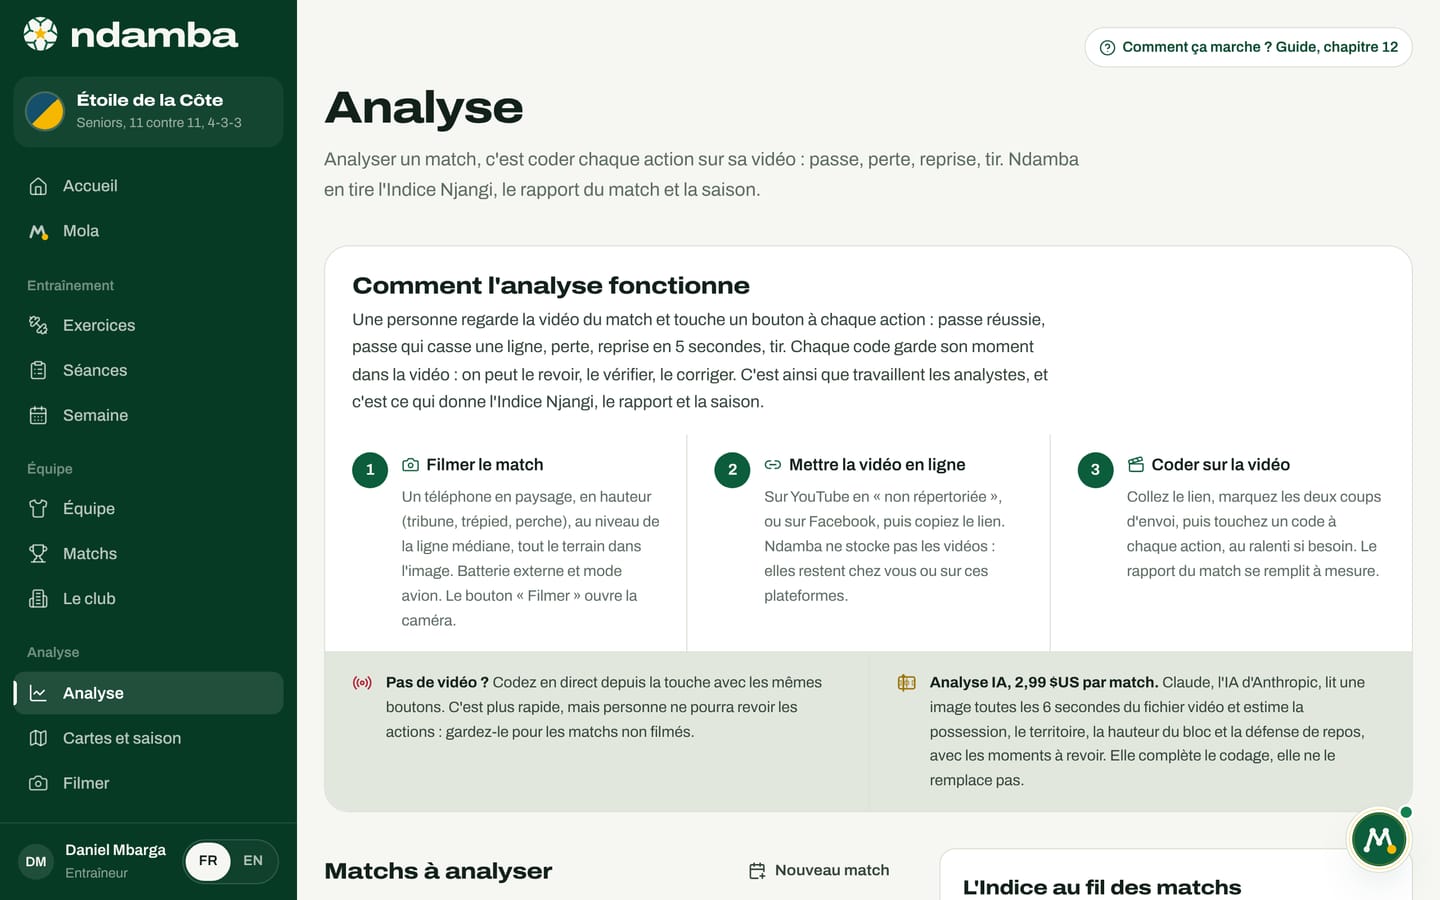 ndamba
Étoile de la Côte
Seniors, 11 contre 11, 4-3-3
Accueil
Mola
Entraînement
Exercices
Séances
Semaine
Équipe
Équipe
Matchs
Le club
Analyse
Analyse
Cartes et saison
Filmer
DM
Daniel Mbarga
Entraîneur
FR
EN
Comment ça marche ? Guide, chapitre 12
Analyse
Analyser un match, c'est coder chaque action sur sa vidéo : passe, perte, reprise, tir. Ndamba
en tire l'Indice Njangi, le rapport du match et la saison.
Comment l'analyse fonctionne
Une personne regarde la vidéo du match et touche un bouton à chaque action : passe réussie,
passe qui casse une ligne, perte, reprise en 5 secondes, tir. Chaque code garde son moment
dans la vidéo : on peut le revoir, le vérifier, le corriger. C'est ainsi que travaillent les analystes, et
c'est ce qui donne l'Indice Njangi, le rapport et la saison.
1
Filmer le match
Un téléphone en paysage, en hauteur
(tribune, trépied, perche), au niveau de
la ligne médiane, tout le terrain dans
l'image. Batterie externe et mode
avion. Le bouton « Filmer » ouvre la
caméra.
2
Mettre la vidéo en ligne
Sur YouTube en « non répertoriée »,
ou sur Facebook, puis copiez le lien.
Ndamba ne stocke pas les vidéos :
elles restent chez vous ou sur ces
plateformes.
3
Coder sur la vidéo
Collez le lien, marquez les deux coups
d'envoi, puis touchez un code à
chaque action, au ralenti si besoin. Le
rapport du match se remplit à mesure.
Pas de vidéo ? Codez en direct depuis la touche avec les mêmes
boutons. C'est plus rapide, mais personne ne pourra revoir les
actions : gardez-le pour les matchs non filmés.
Analyse IA, 2,99 $US par match. Claude, l'IA d'Anthropic, lit une
image toutes les 6 secondes du fichier vidéo et estime la
possession, le territoire, la hauteur du bloc et la défense de repos,
avec les moments à revoir. Elle complète le codage, elle ne le
remplace pas.
Matchs à analyser
Nouveau match
L'Indice au fil des matchs